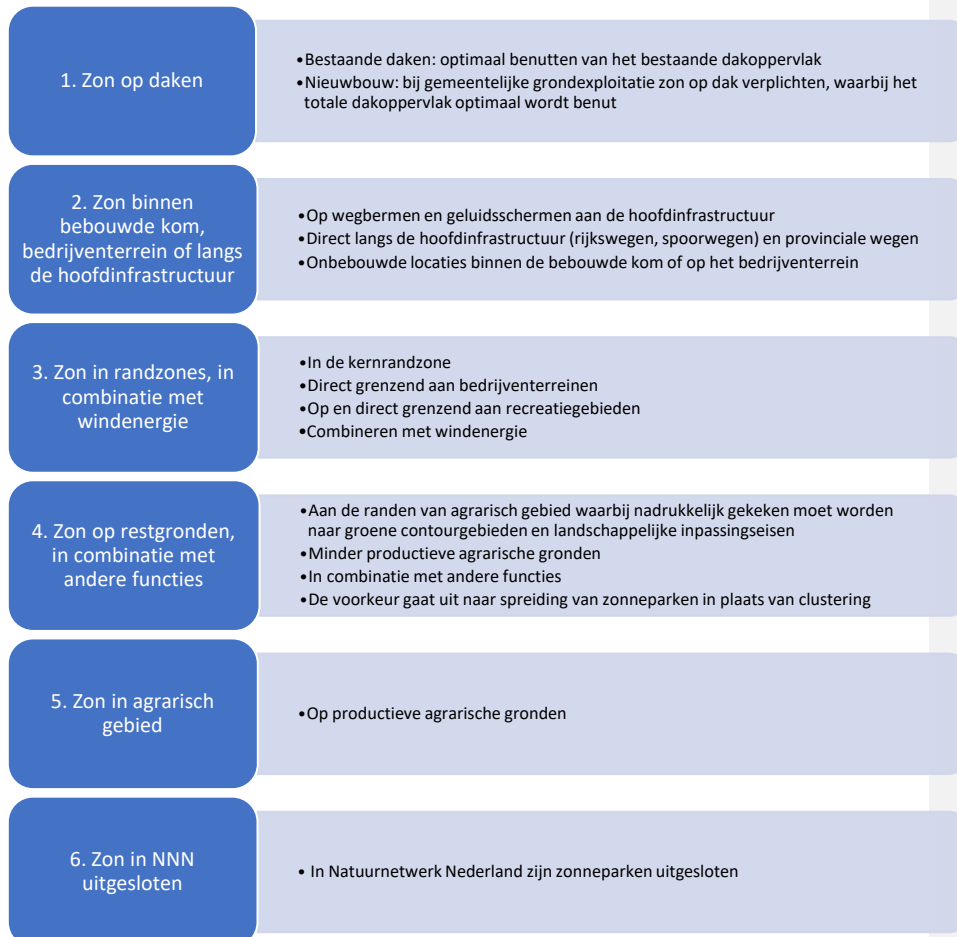 1. Zon op daken
•Bestaande daken: optimaal benutten van het bestaande dakoppervlak
•Nieuwbouw: bij gemeentelijke grondexploitatie zon op dak verplichten, waarbij het
totale dakoppervlak optimaal wordt benut
2. Zon binnen
bebouwde kom,
bedrijventerrein of langs
de hoofdinfrastructuur
•Op wegbermen en geluidsschermen aan de hoofdinfrastructuur
•Direct langs de hoofdinfrastructuur (rijkswegen, spoorwegen) en provinciale wegen
•Onbebouwde locaties binnen de bebouwde kom of op het bedrijventerrein
3. Zon in randzones, in
combinatie met
windenergie
•In de kernrandzone
•Direct grenzend aan bedrijventerreinen
•Op en direct grenzend aan recreatiegebieden
•Combineren met windenergie
4. Zon op restgronden,
in combinatie met
andere functies
•Aan de randen van agrarisch gebied waarbij nadrukkelijk gekeken moet worden
naar groene contourgebieden en landschappelijke inpassingseisen
•Minder productieve agrarische gronden
•In combinatie met andere functies
•De voorkeur gaat uit naar spreiding van zonneparken in plaats van clustering
5. Zon in agrarisch
gebied
•Op productieve agrarische gronden
6. Zon in NNN
uitgesloten
• In Natuurnetwerk Nederland zijn zonneparken uitgesloten